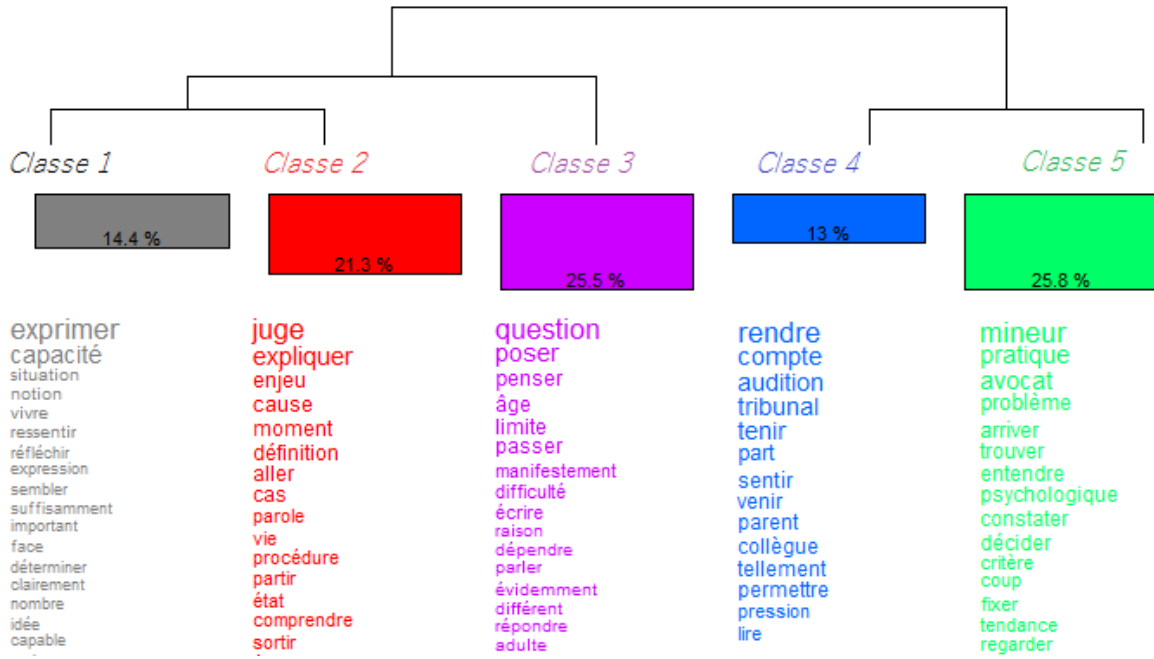 Classe 1
Classe 2
Classe 3
Classe 4
Classe 5
14.4 %
21.3 %
25.5 %
13 %
25.8 %
exprimer
capacité
situation
notion
vivre
ressentir
réfléchir
expression
sembler
suffisamment
important
face
déterminer
clairement
nombre
idée
capable
juge
expliquer
enjeu
cause
moment
définition
aller
cas
parole
vie
procédure
partir
état
comprendre
sortir
question
poser
penser
âge
limite
passer
manifestement
difficulté
écrire
raison
dépendre
parler
évidemment
différent
répondre
adulte
rendre
compte
audition
tribunal
tenir
part
sentir
venir
parent
collègue
tellement
permettre
pression
lire
mineur
pratique
avocat
problème
arriver
trouver
entendre
psychologique
constater
décider
critère
coup
fixer
tendance
regarder